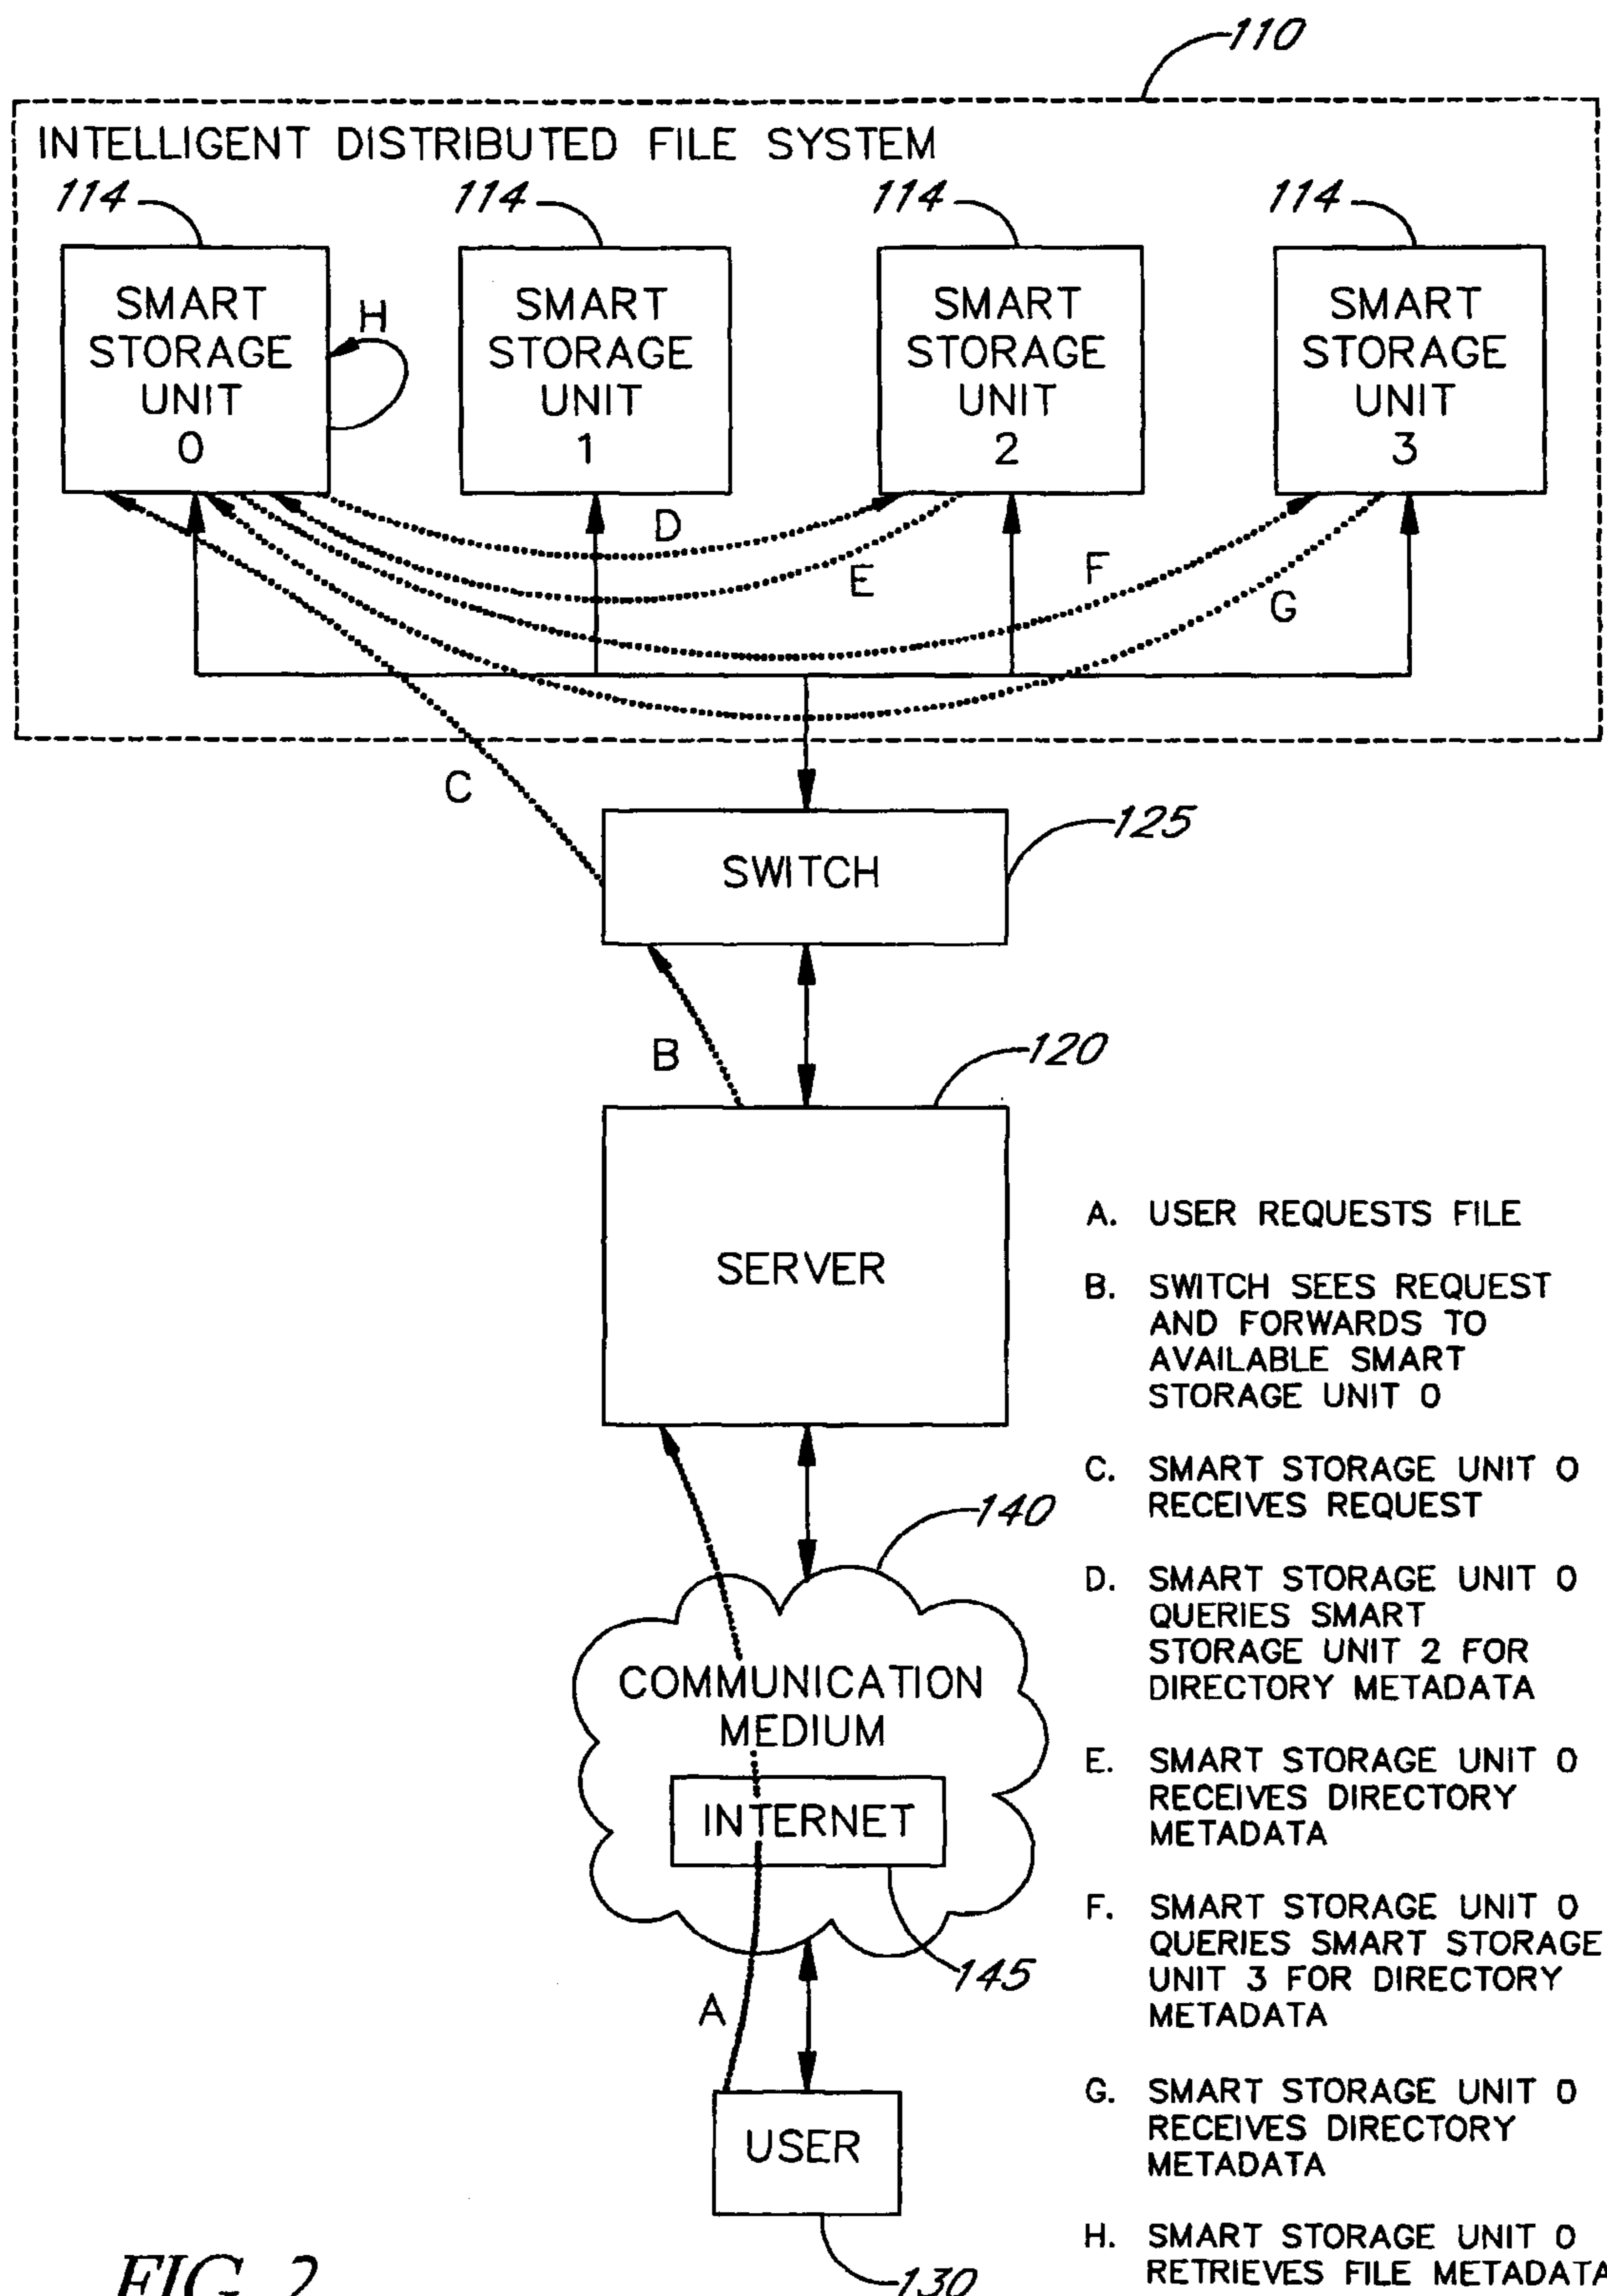 110
INTELLIGENT DISTRIBUTED FILE SYSTEM
114 114 114 114
SMART STORAGE UNIT 0
SMART STORAGE UNIT 1
SMART STORAGE UNIT 2
SMART STORAGE UNIT 3
H
D
E
F
G
C
SWITCH
125
B
120
SERVER
140
COMMUNICATION
MEDIUM
INTERNET
145
A
USER
130
A. USER REQUESTS FILE
B. SWITCH SEES REQUEST
AND FORWARDS TO
AVAILABLE SMART
STORAGE UNIT 0
C. SMART STORAGE UNIT 0
RECEIVES REQUEST
D. SMART STORAGE UNIT 0
QUERIES SMART
STORAGE UNIT 2 FOR
DIRECTORY METADATA
E. SMART STORAGE UNIT 0
RECEIVES DIRECTORY
METADATA
F. SMART STORAGE UNIT 0
QUERIES SMART STORAGE
UNIT 3 FOR DIRECTORY
METADATA
G. SMART STORAGE UNIT 0
RECEIVES DIRECTORY
METADATA
H. SMART STORAGE UNIT 0
RETRIEVES FILE METADATA
FIG. 2